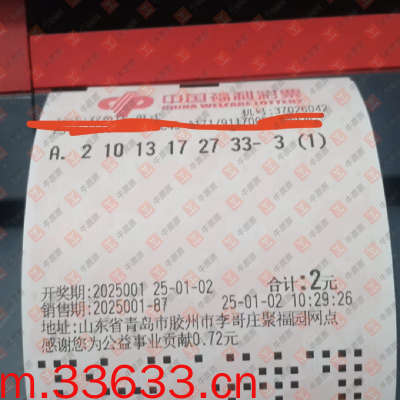 中国福利彩票
CHINA WELFARE LOTTERY
机号:37026042
A. 2 10 13 17 27 33- 3 (1)
开奖期:2025001 25-01-02 合计:2元
销售期:2025001-87 25-01-02 10:29:26
地址:山东省青岛市胶州市李哥庄聚福园网点
感谢您为公益事业贡献0.72元
m.33633.cn